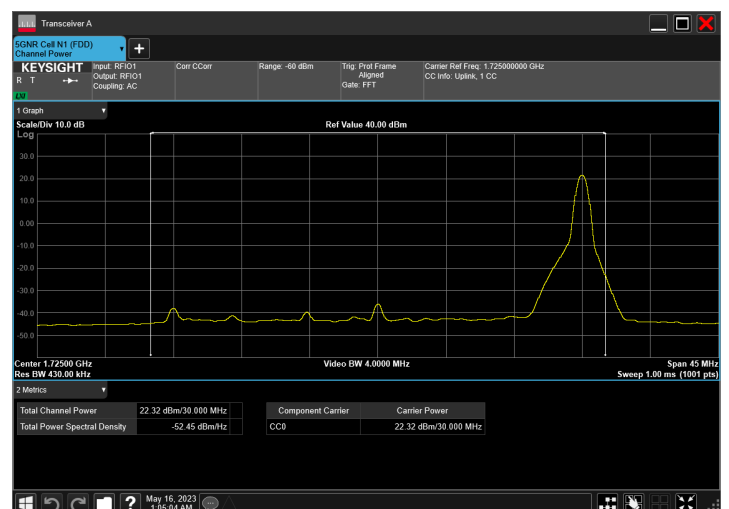 Transceiver A
5GNR Cell N1 (FDD)
Channel Power
KEYSIGHT
R T
LXI
Input: RFIO1
Output: RFIO1
Coupling: AC
Corr CCorr
Range: -60 dBm
Trig: Prot Frame
Aligned
Gate: FFT
Carrier Ref Freq: 1.725000000 GHz
CC Info: Uplink, 1 CC
1 Graph
Scale/Div 10.0 dB
Ref Value 40.00 dBm
Log
30.0
20.0
10.0
0.00
-10.0
-20.0
-30.0
-40.0
-50.0
Center 1.72500 GHz
Video BW 4.0000 MHz
Span 45 MHz
Res BW 430.00 kHz
Sweep 1.00 ms (1001 pts)
2 Metrics
Total Channel Power 22.32 dBm/30.000 MHz
Total Power Spectral Density -52.45 dBm/Hz
Component Carrier Carrier Power
CC0 22.32 dBm/30.000 MHz
?
May 16, 2023
1:05:04 AM